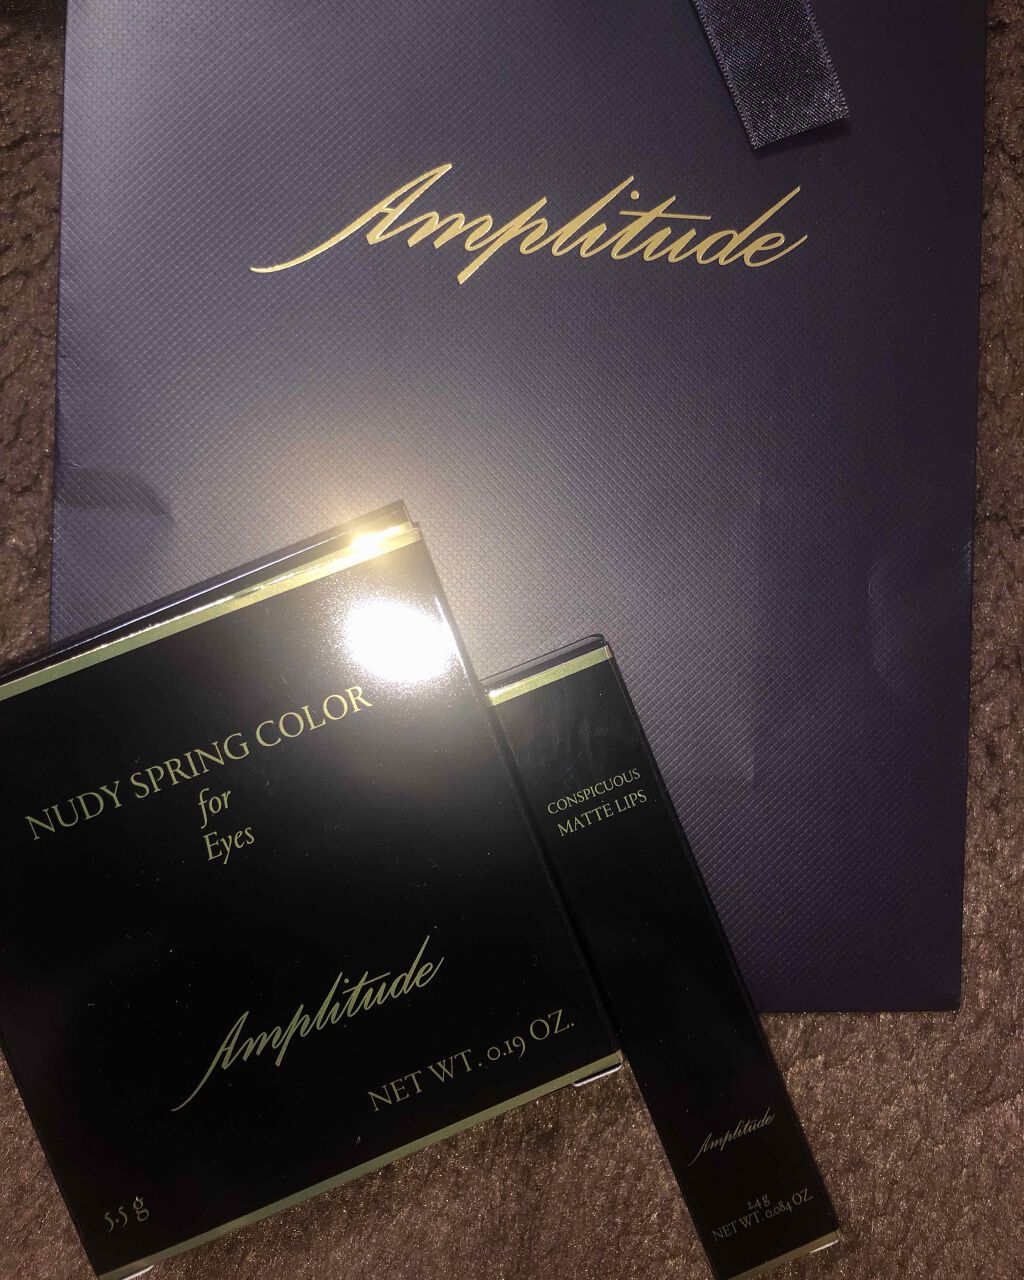 Amplitude
NUDY SPRING COLOR
for
Eyes
Amplitude
NET WT. 0.19 OZ.
5.5 g
CONSPICUOUS
MATTE LIPS
Amplitude
2.4 g
NET WT. 0.084 OZ.